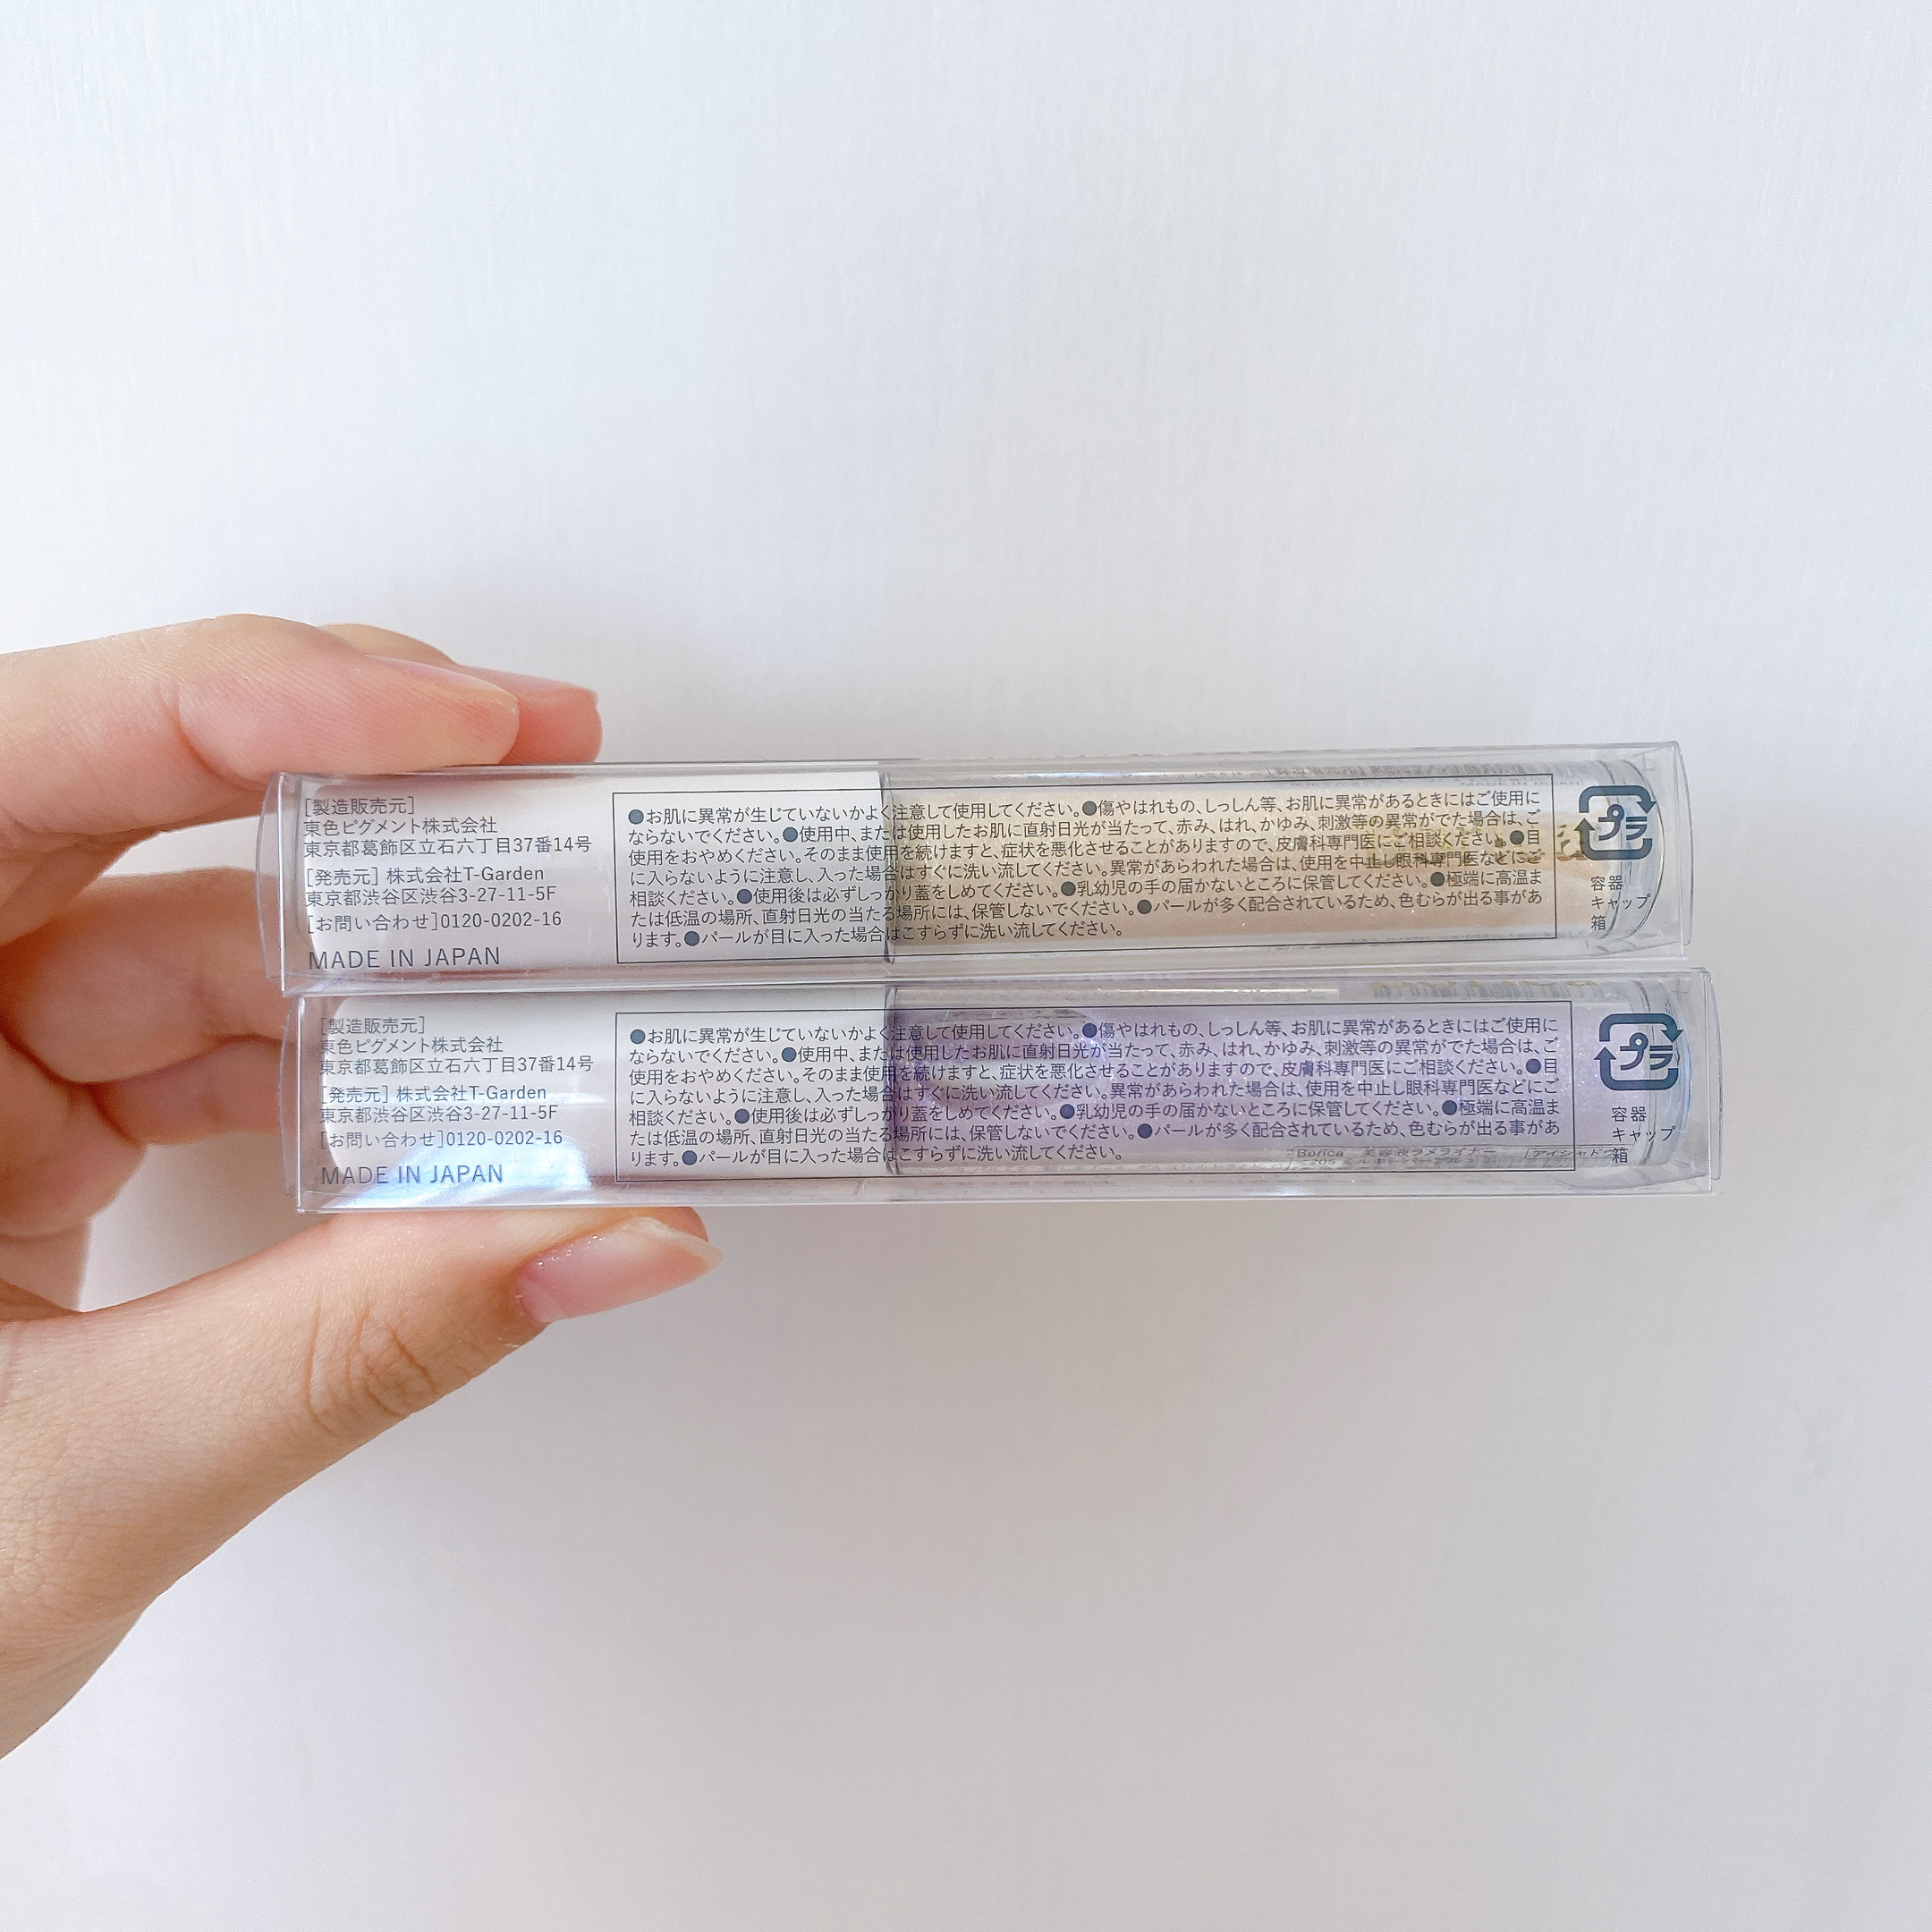 [製造販売元]
東色ピグメント株式会社
東京都葛飾区立石六丁目37番14号
[発売元] 株式会社T-Garden
東京都渋谷区渋谷3-27-11-5F
[お問い合わせ]0120-0202-16
MADE IN JAPAN
●お肌に異常が生じていないかよく注意して使用してください。●傷やはれもの、しっしん等、お肌に異常があるときにはご使用に
ならないでください。●使用中、または使用したお肌に直射日光が当たって、赤み、はれ、かゆみ、刺激等の異常がでた場合は、ご
使用をおやめください。そのまま使用を続けますと、症状を悪化させることがありますので、皮膚科専門医にご相談ください。●目
に入らないように注意し、入った場合はすぐに洗い流してください。異常があらわれた場合は、使用を中止し眼科専門医などにご
相談ください。●使用後は必ずしっかり蓋をしめてください。●乳幼児の手の届かないところに保管してください。●極端に高温ま
たは低温の場所、直射日光の当たる場所には、保管しないでください。●パールが多く配合されているため、色むらが出る事があ
ります。●パールが目に入った場合はこすらずに洗い流してください。
プラ
容器
キャップ
箱
[製造販売元]
東色ピグメント株式会社
東京都葛飾区立石六丁目37番14号
[発売元] 株式会社T-Garden
東京都渋谷区渋谷3-27-11-5F
[お問い合わせ]0120-0202-16
MADE IN JAPAN
●お肌に異常が生じていないかよく注意して使用してください。●傷やはれもの、しっしん等、お肌に異常があるときにはご使用に
ならないでください。●使用中、または使用したお肌に直射日光が当たって、赤み、はれ、かゆみ、刺激等の異常がでた場合は、ご
使用をおやめください。そのまま使用を続けますと、症状を悪化させることがありますので、皮膚科専門医にご相談ください。●目
に入らないように注意し、入った場合はすぐに洗い流してください。異常があらわれた場合は、使用を中止し眼科専門医などにご
相談ください。●使用後は必ずしっかり蓋をしめてください。●乳幼児の手の届かないところに保管してください。●極端に高温ま
たは低温の場所、直射日光の当たる場所には、保管しないでください。●パールが多く配合されているため、色むらが出る事があ
ります。●パールが目に入った場合はこすらずに洗い流してください。
Borica 美容液ラメライナー
プラ
容器
キャップ
箱